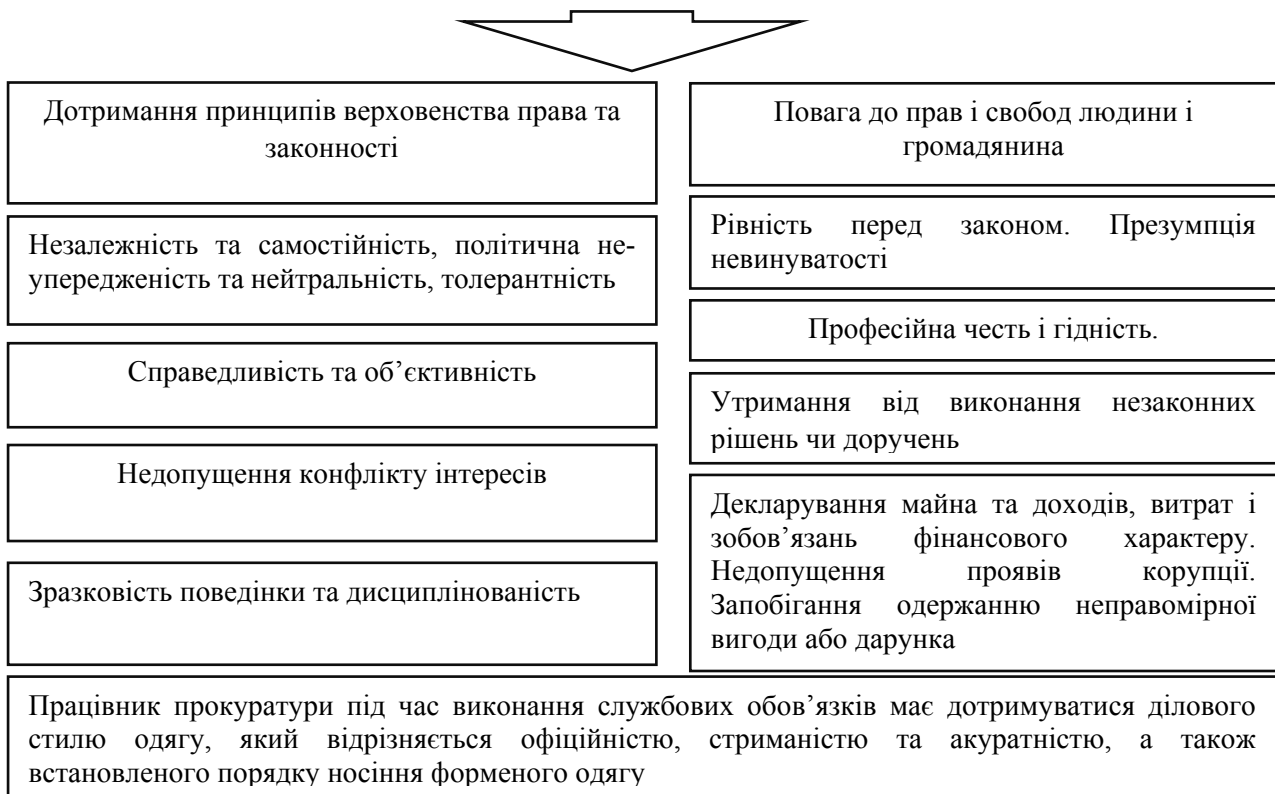 Дотримання принципів верховенства права та
законності
Незалежність та самостійність, політична не-
упередженість та нейтральність, толерантність
Справедливість та об’єктивність
Недопущення конфлікту інтересів
Зразковість поведінки та дисциплінованість
Повага до прав і свобод людини і
громадянина
Рівність перед законом. Презумпція
невинуватості
Професійна честь і гідність.
Утримання від виконання незаконних
рішень чи доручень
Декларування майна та доходів, витрат і
зобов’язань фінансового характеру.
Недопущення проявів корупції.
Запобігання одержанню неправомірної
вигоди або дарунка
Працівник прокуратури під час виконання службових обов’язків має дотримуватися ділового
стилю одягу, який відрізняється офіційністю, стриманістю та акуратністю, а також
встановленого порядку носіння форменого одягу